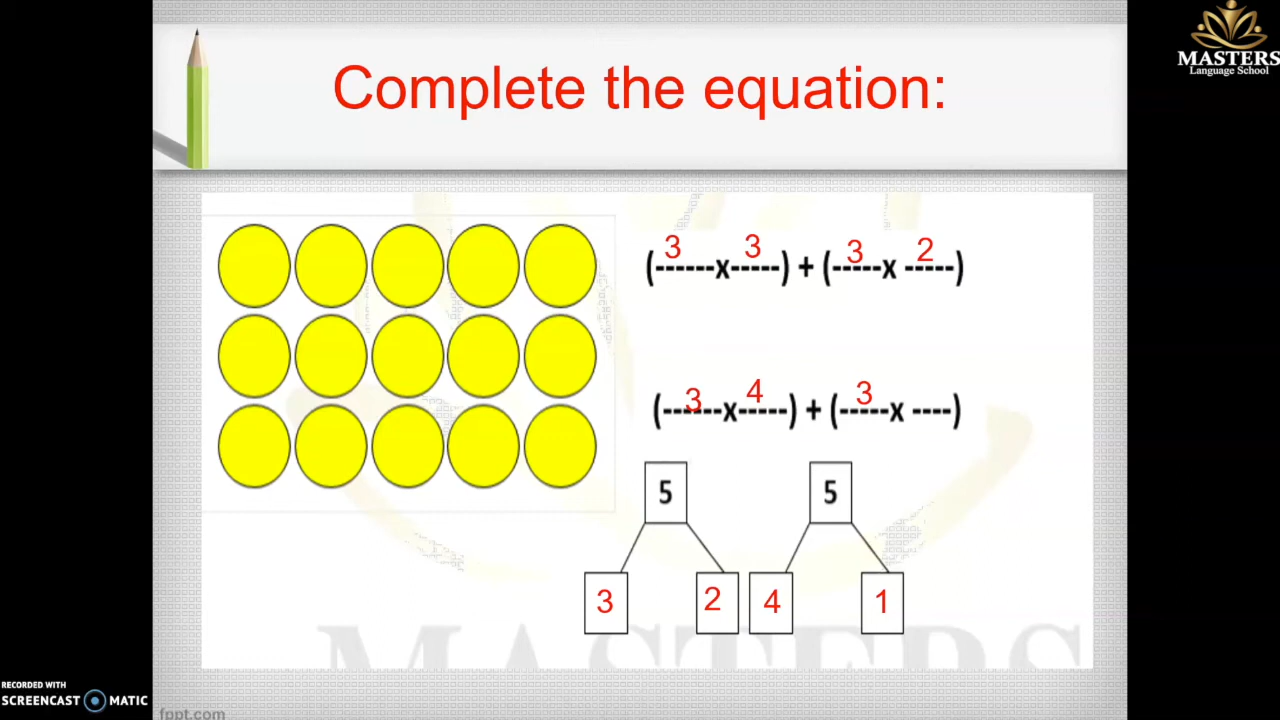 MASTERS
Language School
Complete the equation:
3 3 3 2
(------x-----) + (-----x -----)
3 4 3
(------x-----) + (-----x ----)
5 5
3 2 4 1
MASTERS
RECORDED WITH
SCREENCAST MATIC
fppt.com